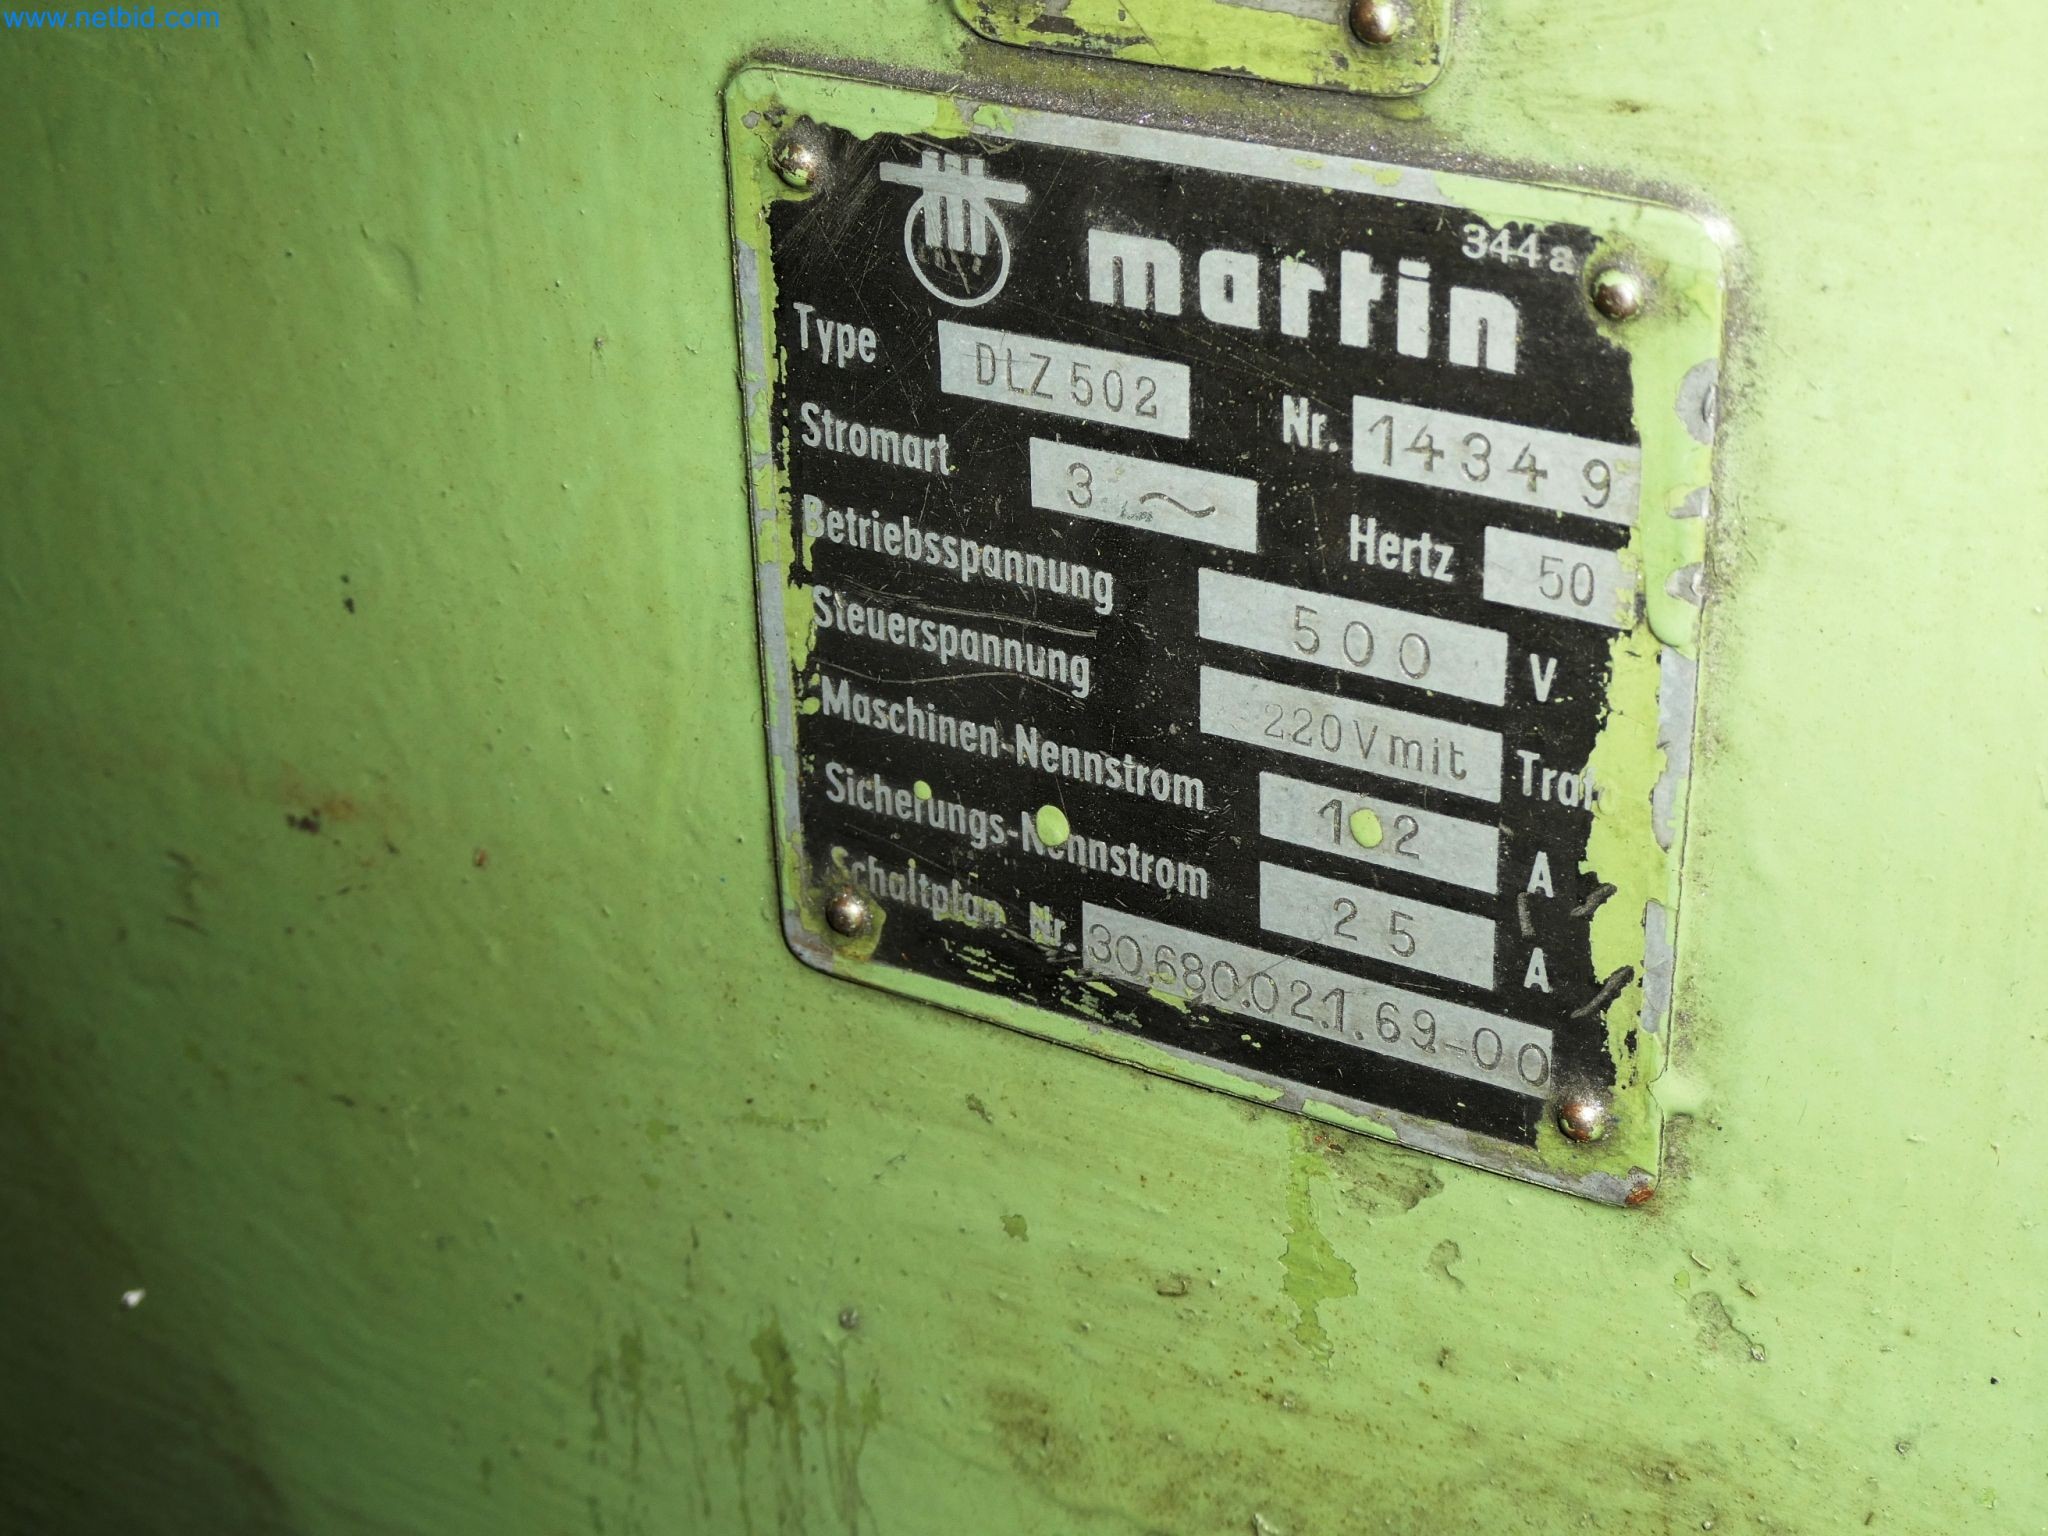 www.netbid.com
martin 344a
Type DLZ 502 Nr. 14349
Stromart 3 ~ Hertz 50
Betriebsspannung 500 V
Steuerspannung 220V mit
Maschinen-Nennstrom 12 A
Sicherungs-Nennstrom 25 A
Schaltplan Nr. 30.680.021.69-00